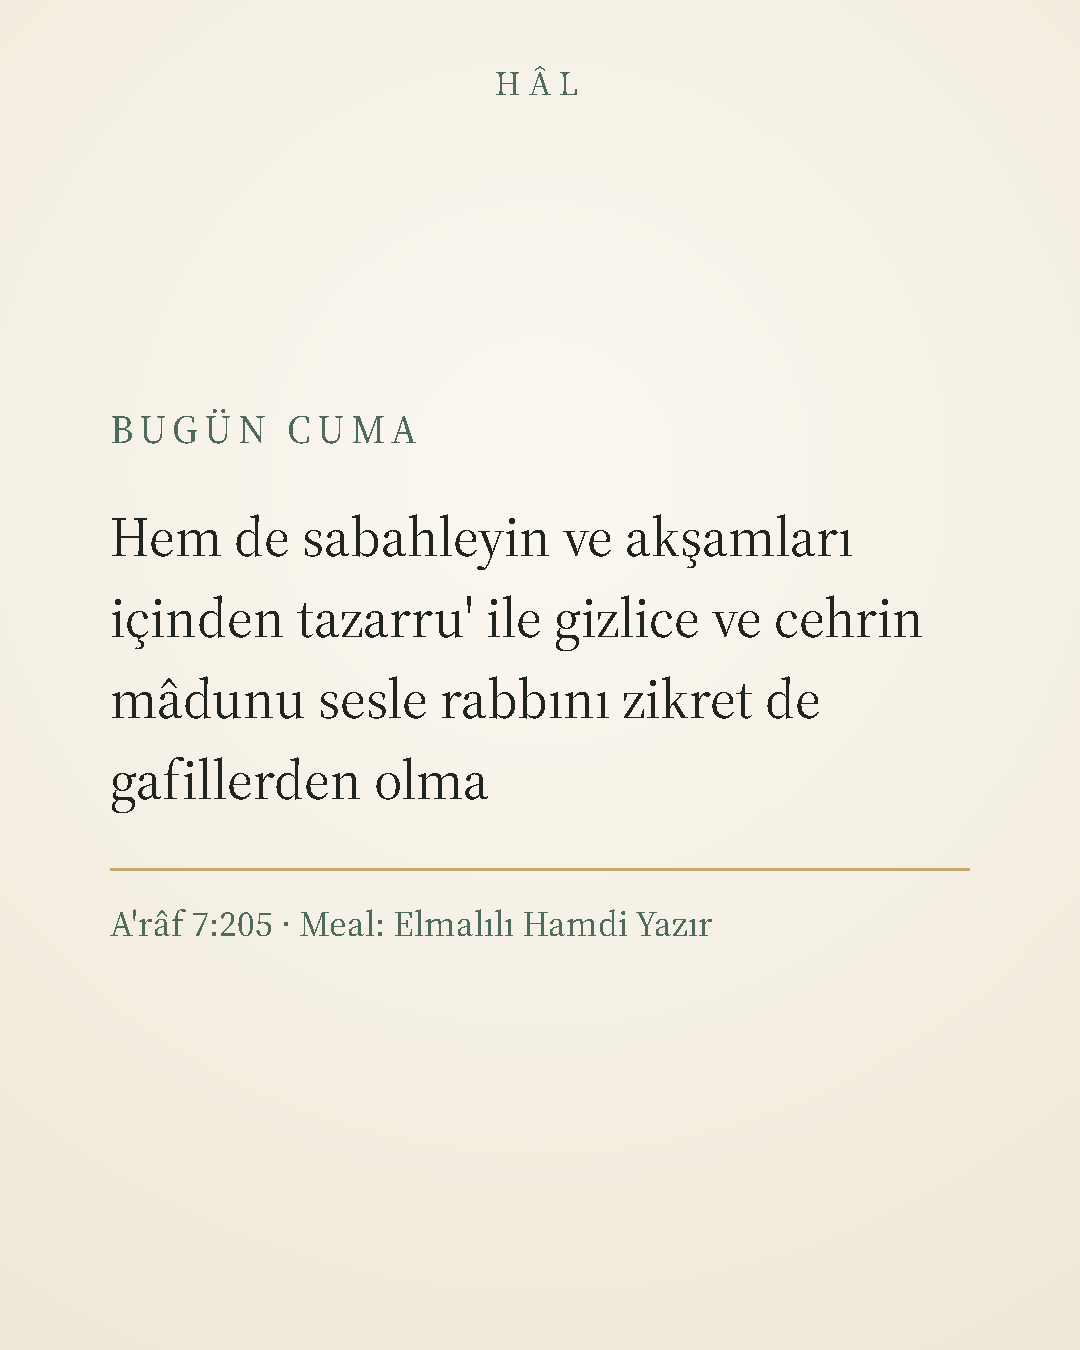 HÂL
BUGÜN CUMA
Hem de sabahleyin ve akşamları
içinden tazarru' ile gizlice ve cehrin
mâdunu sesle rabbını zikret de
gafillerden olma
A'râf 7:205 · Meal: Elmalılı Hamdi Yazır